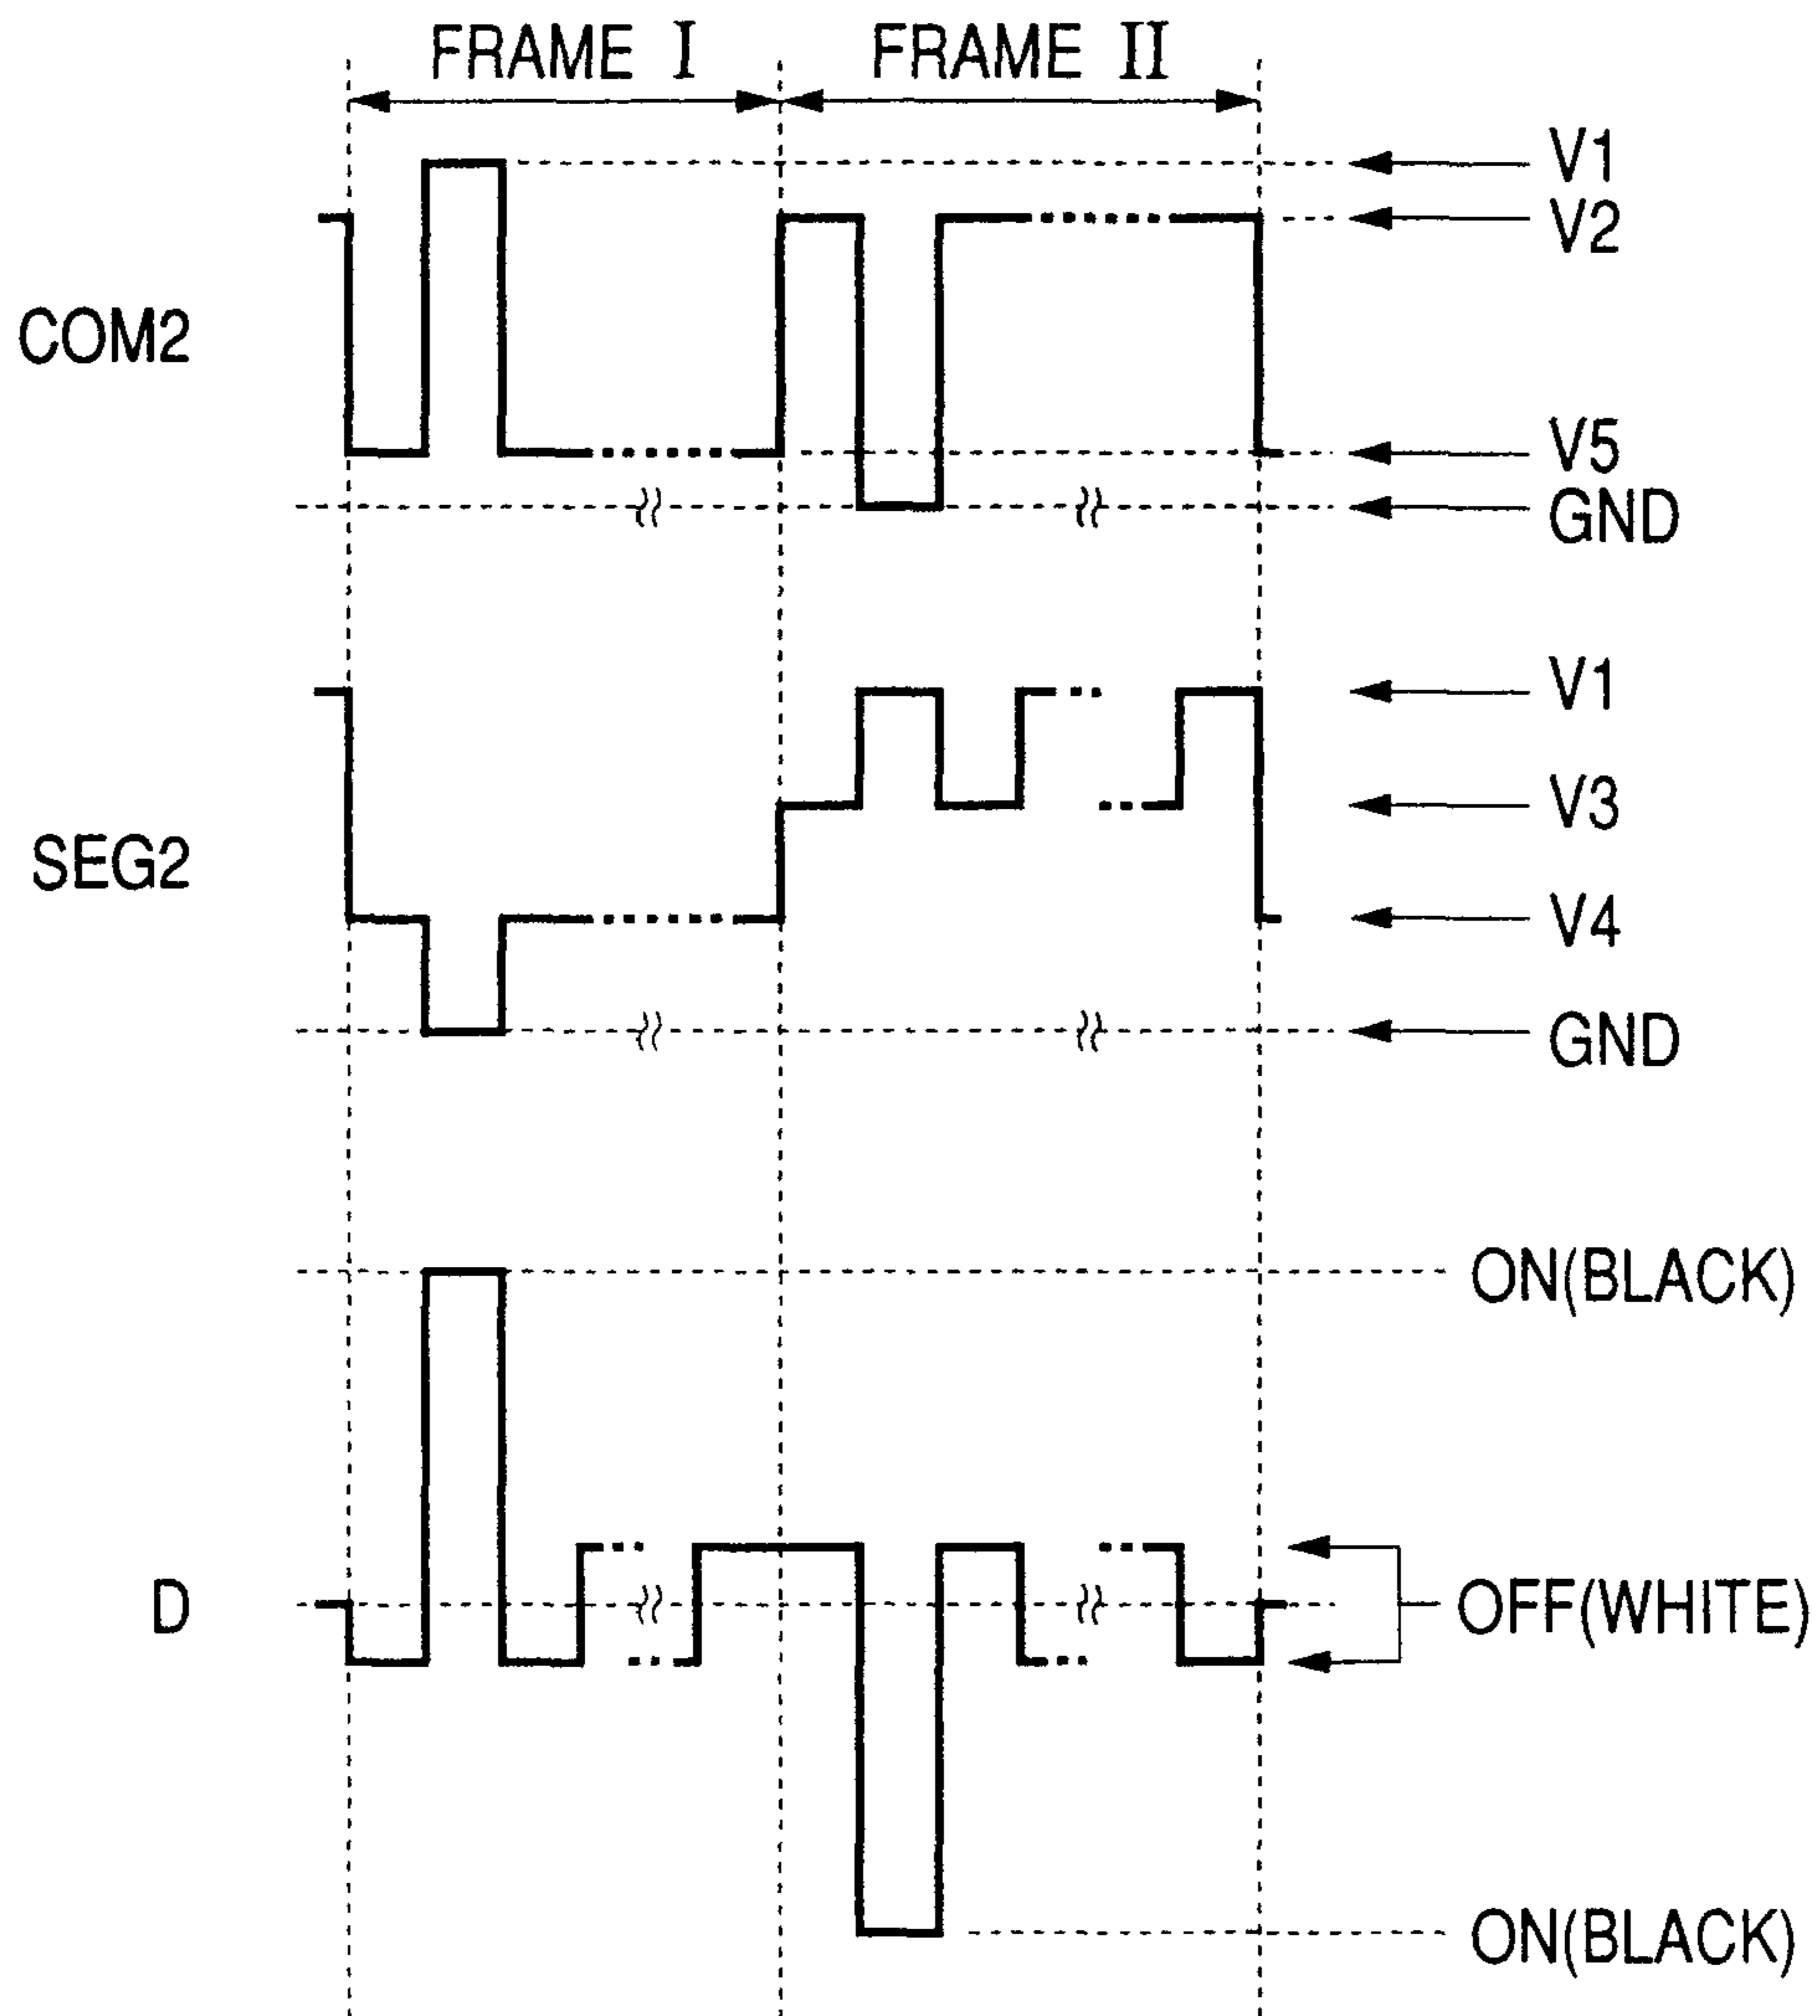 FRAME I
FRAME II
V1
V2
COM2
V5
GND
V1
V3
SEG2
V4
GND
ON(BLACK)
D
OFF(WHITE)
ON(BLACK)